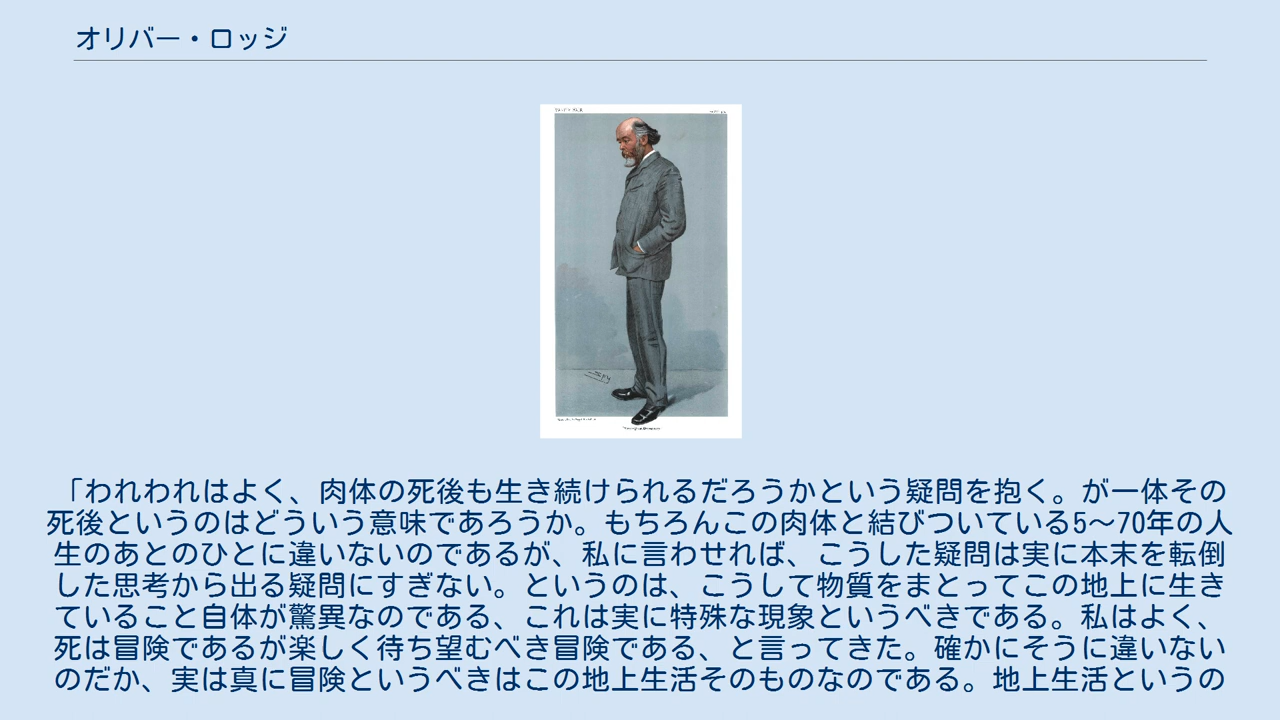 オリバー・ロッジ
「われわれはよく、肉体の死後も生き続けられるだろうかという疑問を抱く。が一体その
死後というのはどういう意味であろうか。もちろんこの肉体と結びついている5～70年の人
生のあとのひとに違いないのであるが、私に言わせれば、こうした疑問は実に本末を転倒
した思考から出る疑問にすぎない。というのは、こうして物質をまとってこの地上に生き
ていること自体が驚異なのである、これは実に特殊な現象というべきである。私はよく、
死は冒険であるが楽しく待ち望むべき冒険である、と言ってきた。確かにそうに違いない
のだか、実は真に冒険というべきはこの地上生活そのものなのである。地上生活というの